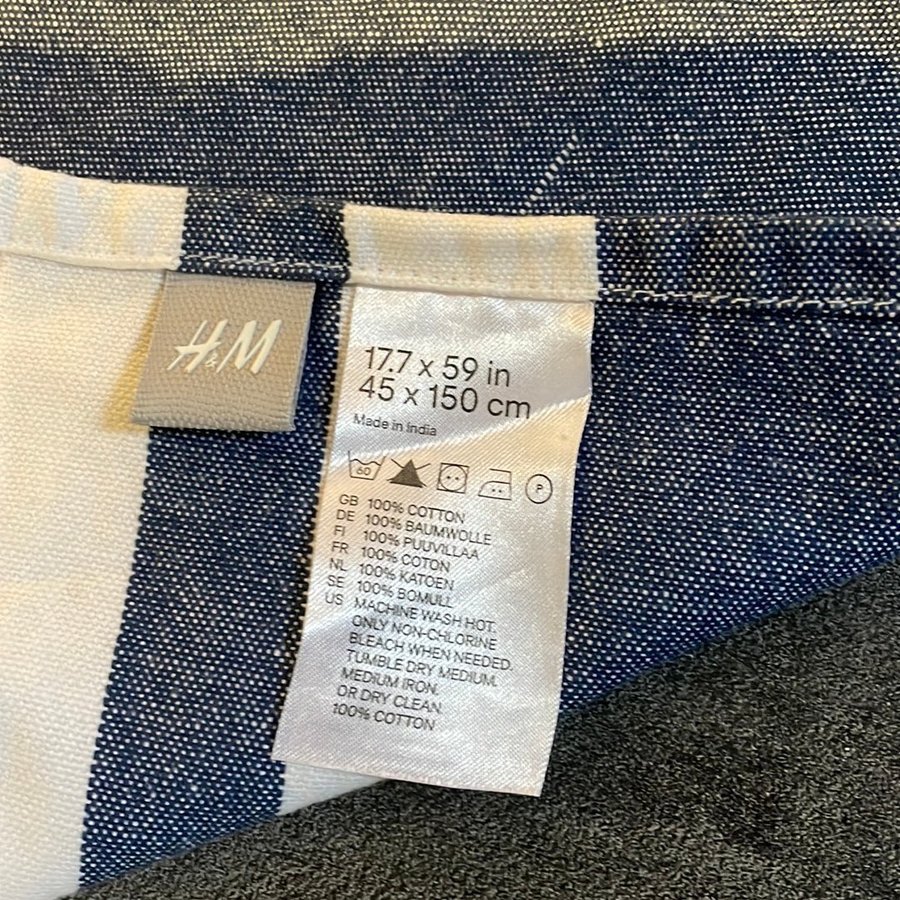 H&M
17.7 x 59 in
45 x 150 cm
Made in India
60
P
GB 100% COTTON
DE 100% BAUMWOLLE
FI 100% PUUVILLAA
FR 100% COTON
NL 100% KATOEN
SE 100% BOMULL
US MACHINE WASH HOT.
ONLY NON-CHLORINE
BLEACH WHEN NEEDED.
TUMBLE DRY MEDIUM.
MEDIUM IRON.
OR DRY CLEAN.
100% COTTON